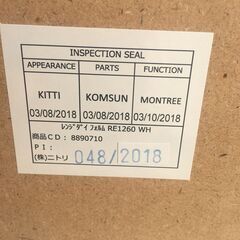 INSPECTION SEAL
APPEARANCE PARTS FUNCTION
KITTI KOMSUN MONTREE
03/08/2018 03/08/2018 03/10/2018
ﾚﾝｼﾞﾀﾞｲ ﾌｫﾙﾑ RE1260 WH
商品CD: 8890710
PI:
(株)ニトリ 048/2018